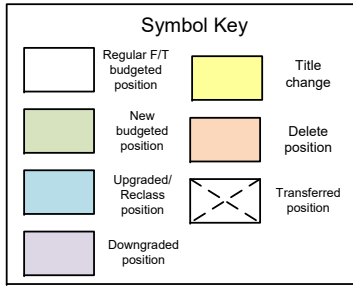 Symbol Key
Regular F/T
budgeted
position
New
budgeted
position
Upgraded/
Reclass
position
Downgraded
position
Title
change
Delete
position
Transferred
position